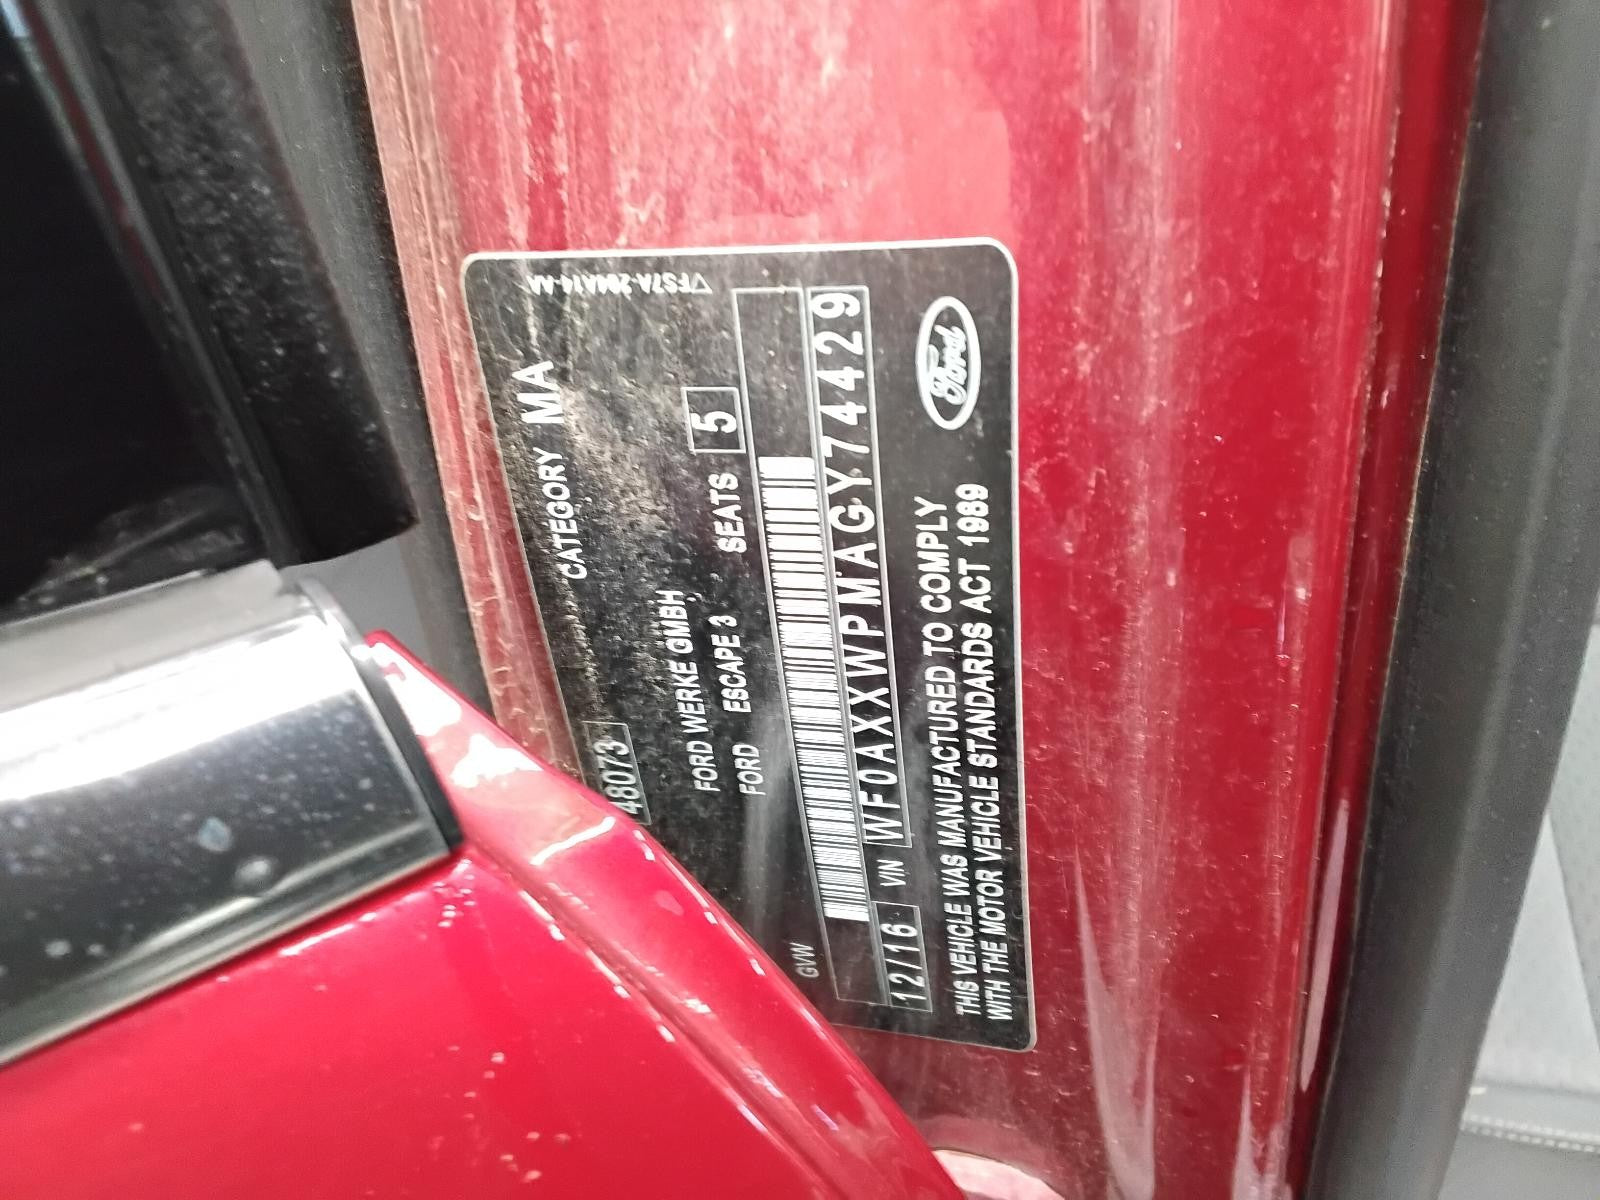 ▽FS7A-294A14-AA
48073 CATEGORY MA
FORD WERKE GMBH
FORD ESCAPE 3 SEATS 5
GVW
12/16 VIN WF0AXXWPMAGY74429
THIS VEHICLE WAS MANUFACTURED TO COMPLY
WITH THE MOTOR VEHICLE STANDARDS ACT 1989
Ford